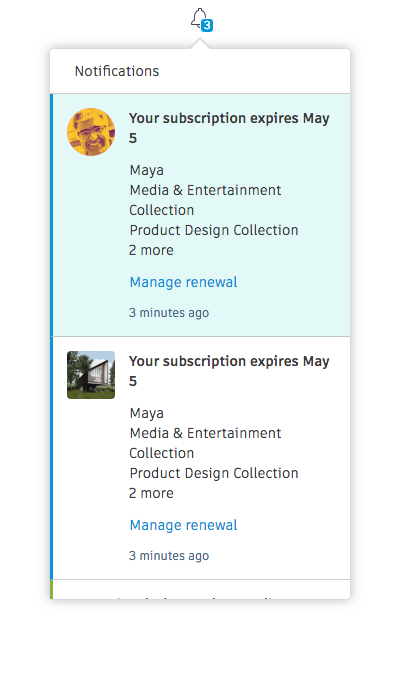 3
Notifications
Your subscription expires May
5
Maya
Media & Entertainment
Collection
Product Design Collection
2 more
Manage renewal
3 minutes ago
Your subscription expires May
5
Maya
Media & Entertainment
Collection
Product Design Collection
2 more
Manage renewal
3 minutes ago